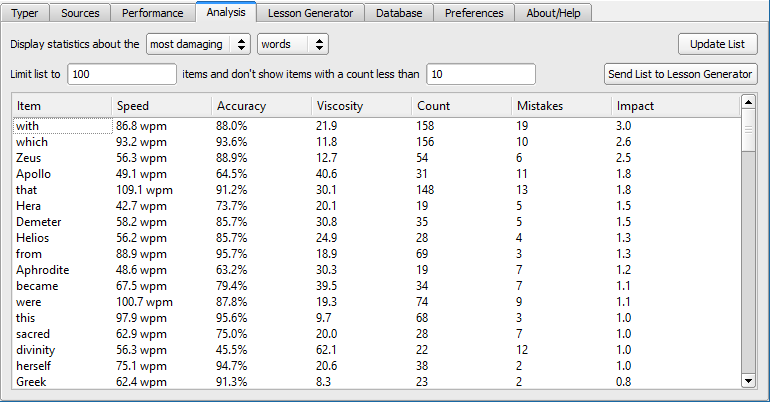 Typer Sources Performance Analysis Lesson Generator Database Preferences About/Help
Display statistics about the most damaging words Update List
Limit list to 100 items and don't show items with a count less than 10 Send List to Lesson Generator
Item Speed Accuracy Viscosity Count Mistakes Impact
with 86.8 wpm 88.0% 21.9 158 19 3.0
which 93.2 wpm 93.6% 11.8 156 10 2.6
Zeus 56.3 wpm 88.9% 12.7 54 6 2.5
Apollo 49.1 wpm 64.5% 40.6 31 11 1.8
that 109.1 wpm 91.2% 30.1 148 13 1.8
Hera 42.7 wpm 73.7% 20.1 19 5 1.5
Demeter 58.2 wpm 85.7% 30.8 35 5 1.5
Helios 56.2 wpm 85.7% 24.9 28 4 1.3
from 88.9 wpm 95.7% 18.9 69 3 1.3
Aphrodite 48.6 wpm 63.2% 30.3 19 7 1.2
became 67.5 wpm 79.4% 39.5 34 7 1.1
were 100.7 wpm 87.8% 19.3 74 9 1.1
this 97.9 wpm 95.6% 9.7 68 3 1.0
sacred 62.9 wpm 75.0% 20.0 28 7 1.0
divinity 56.3 wpm 45.5% 62.1 22 12 1.0
herself 75.1 wpm 94.7% 20.6 38 2 1.0
Greek 62.4 wpm 91.3% 8.3 23 2 0.8